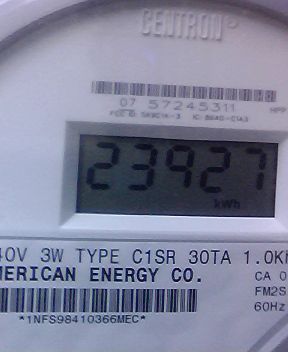 CENTRON
07 57245311
23927
kWh
40V 3W TYPE C1SR 30TA 1.0Kh
MERICAN ENERGY CO.
CA 0
FM2S
60Hz
*1NFS98410366MEC*